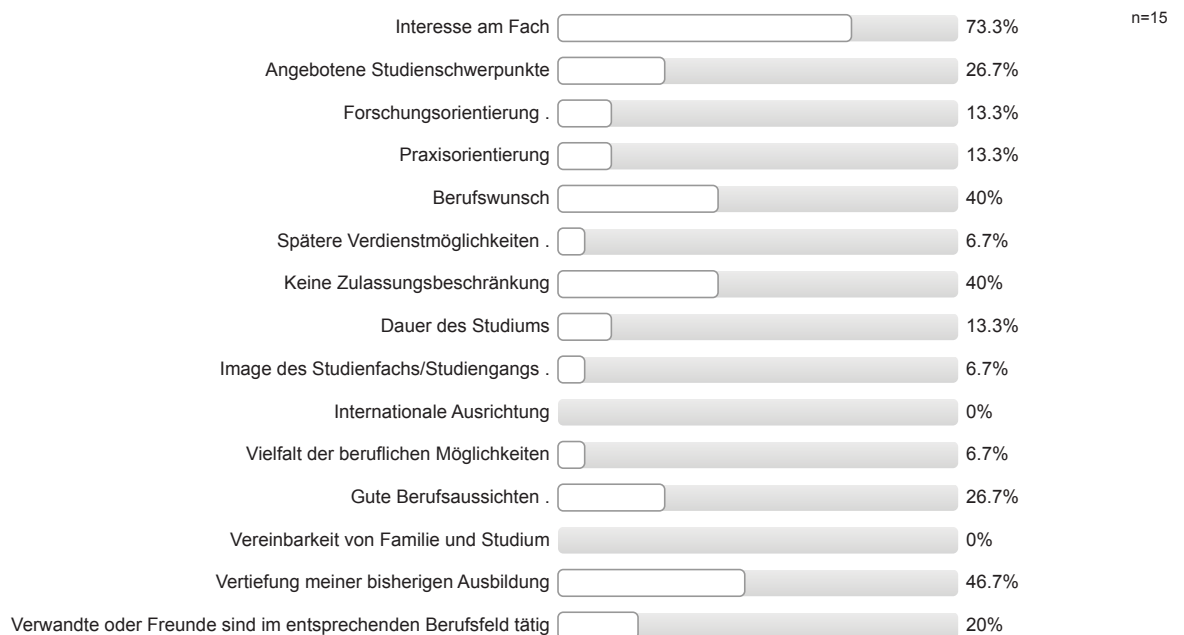 Interesse am Fach 73.3% n=15
Angebotene Studienschwerpunkte 26.7%
Forschungsorientierung . 13.3%
Praxisorientierung 13.3%
Berufswunsch 40%
Spätere Verdienstmöglichkeiten . 6.7%
Keine Zulassungsbeschränkung 40%
Dauer des Studiums 13.3%
Image des Studienfachs/Studiengangs . 6.7%
Internationale Ausrichtung 0%
Vielfalt der beruflichen Möglichkeiten 6.7%
Gute Berufsaussichten . 26.7%
Vereinbarkeit von Familie und Studium 0%
Vertiefung meiner bisherigen Ausbildung 46.7%
Verwandte oder Freunde sind im entsprechenden Berufsfeld tätig 20%